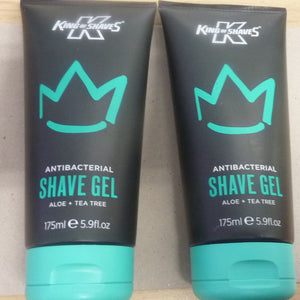 KING OF SHAVES
K
ANTIBACTERIAL
SHAVE GEL
ALOE + TEA TREE
175ml ℮ 5.9fl.oz
KING OF SHAVES
K
ANTIBACTERIAL
SHAVE GEL
ALOE + TEA TREE
175ml ℮ 5.9fl.oz